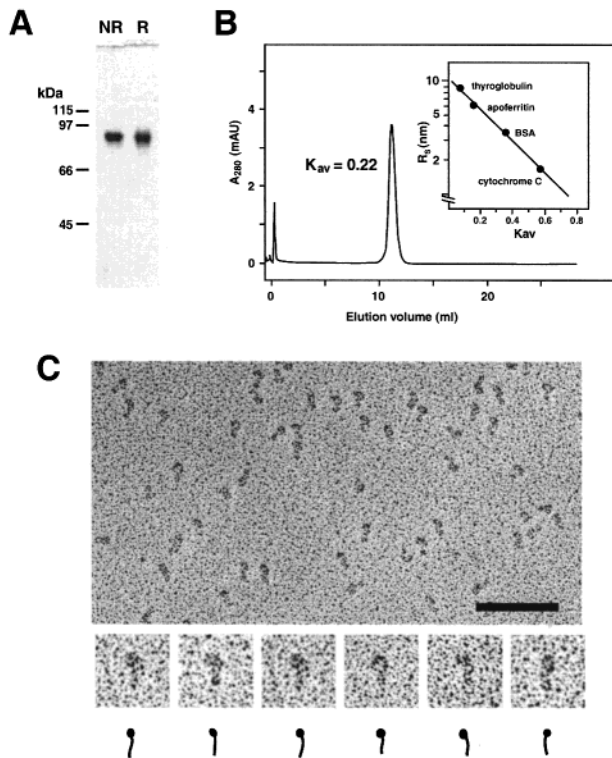 A
NR R
kDa
115
97
66
45
B
A280 (mAU)
4
2
0
Kav = 0.22
0 10 20
Elution volume (ml)
Rs (nm)
10
5
2
thyroglobulin
apoferritin
BSA
cytochrome C
0.2 0.4 0.6 0.8
Kav
C